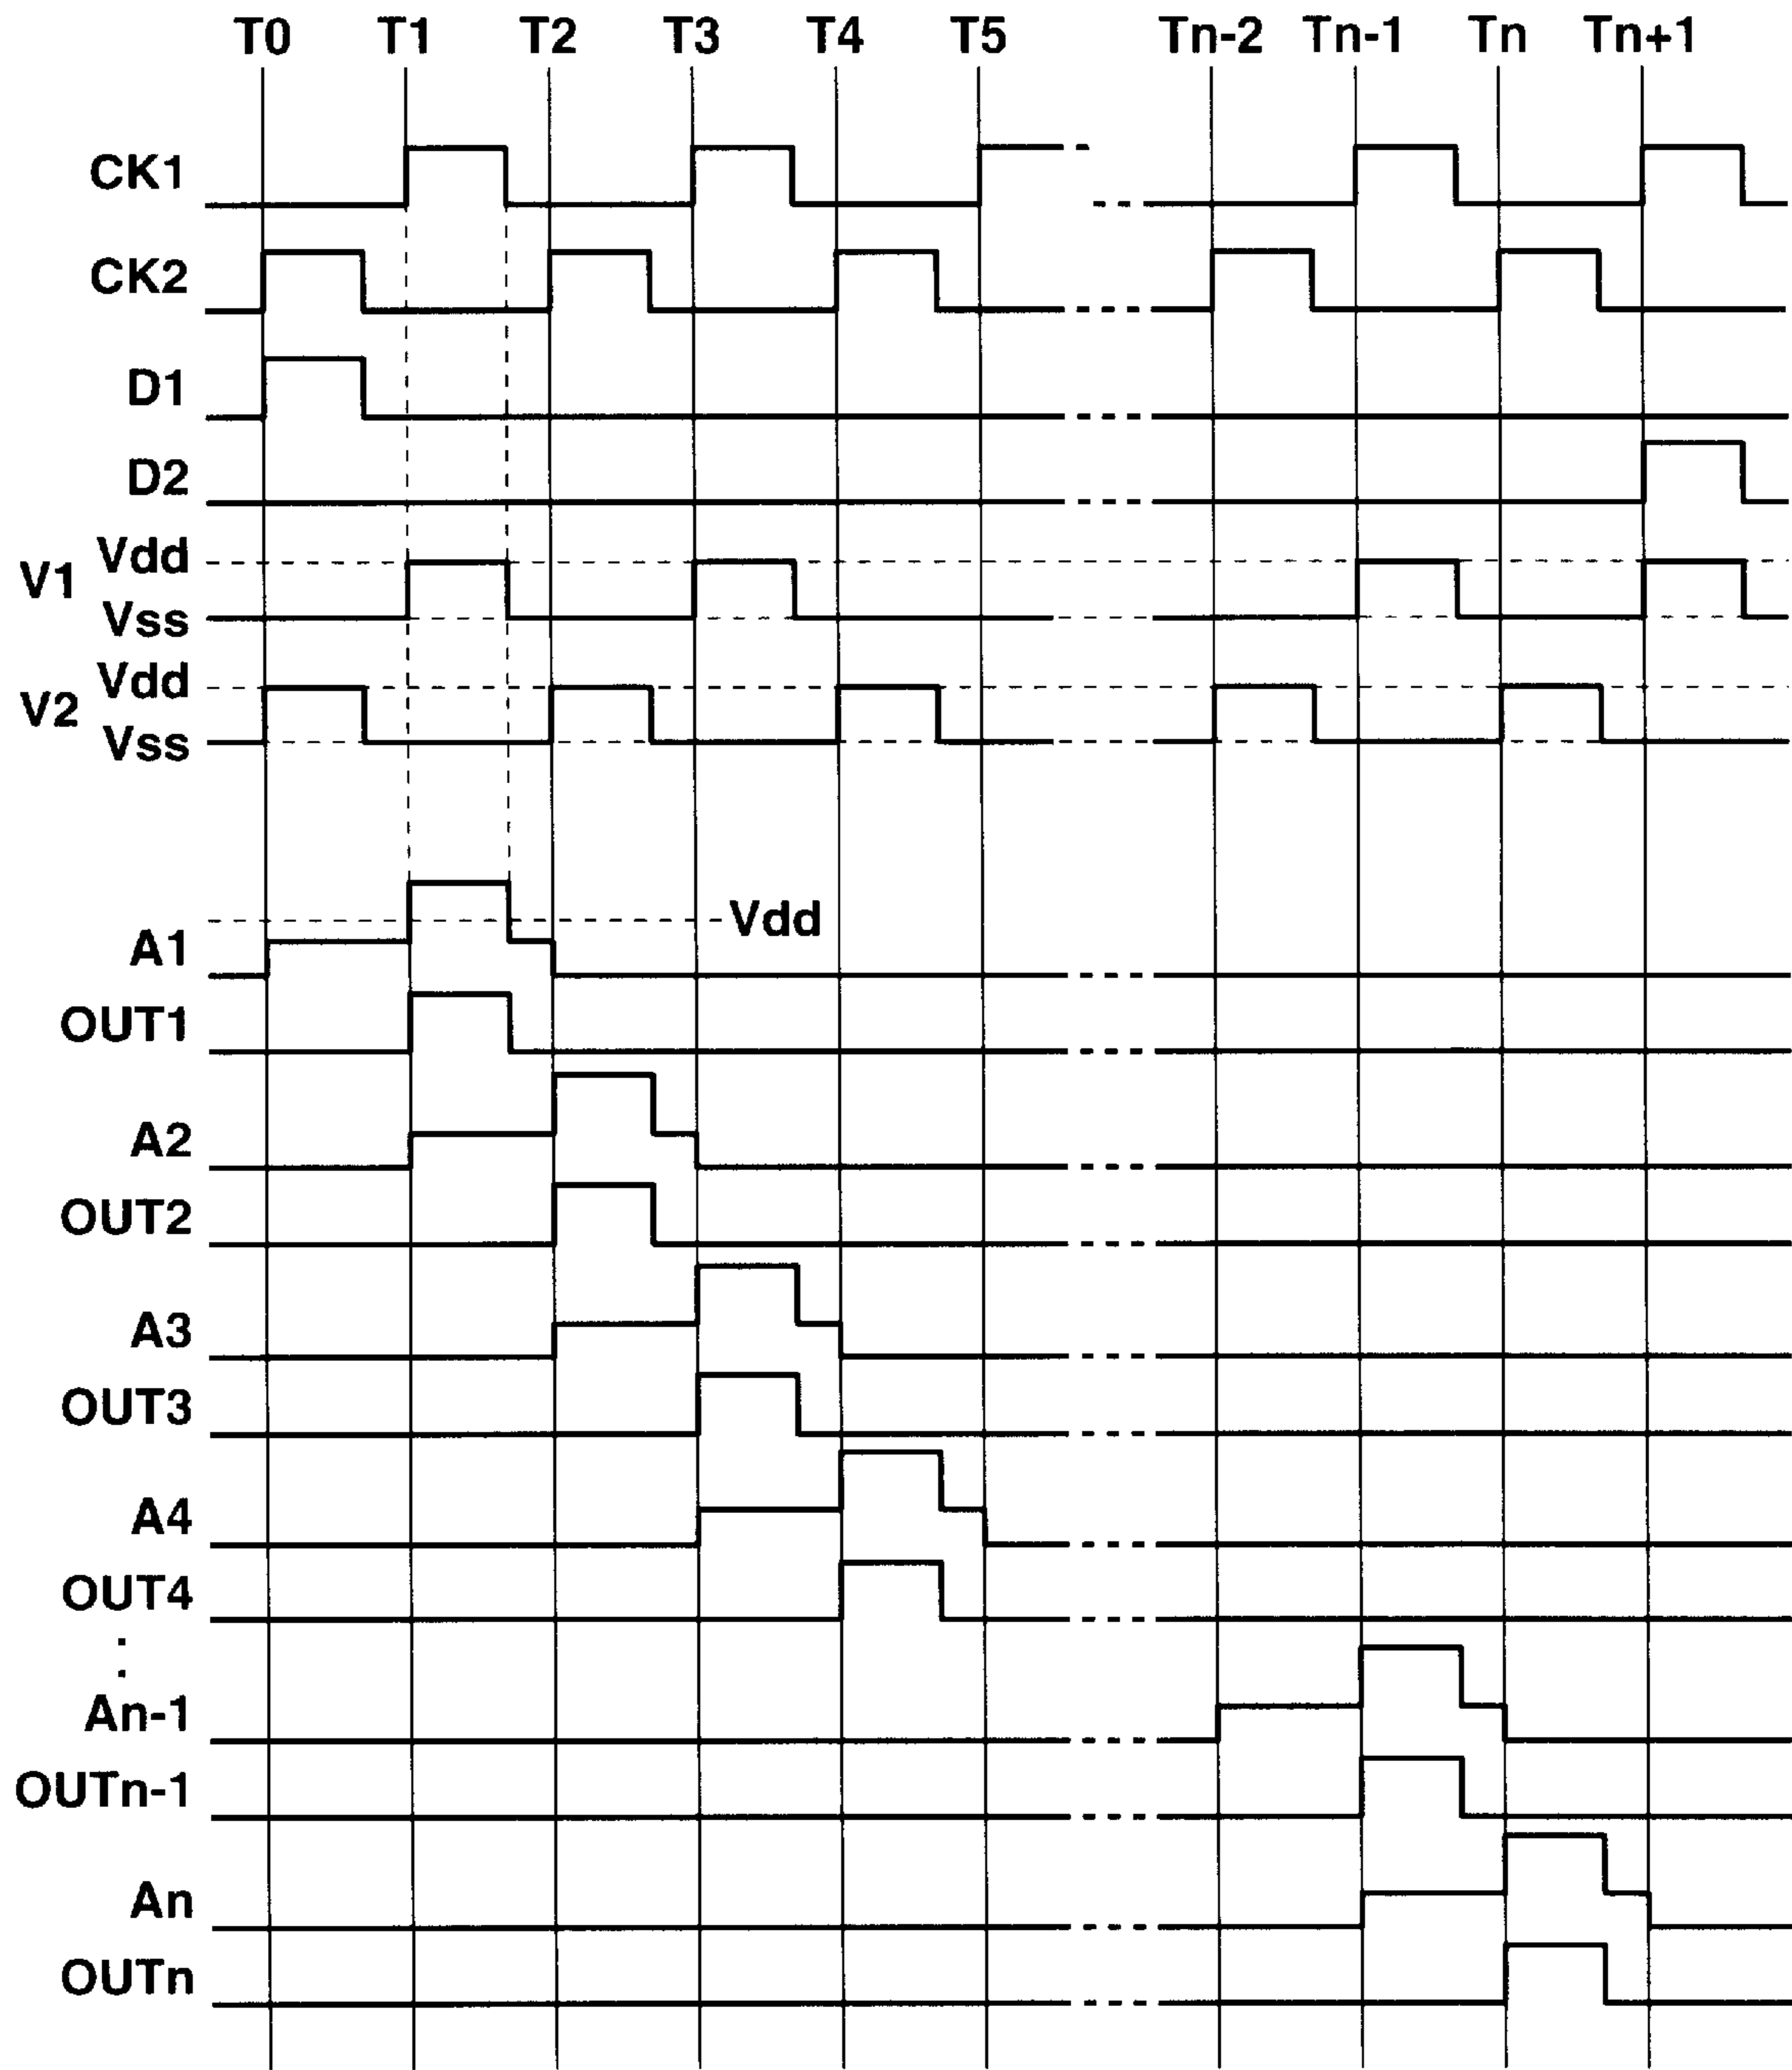 T0 T1 T2 T3 T4 T5 Tn-2 Tn-1 Tn Tn+1
CK1
CK2
D1
D2
V1 Vdd
Vss
V2 Vdd
Vss
Vdd
A1
OUT1
A2
OUT2
A3
OUT3
A4
OUT4
:
An-1
OUTn-1
An
OUTn